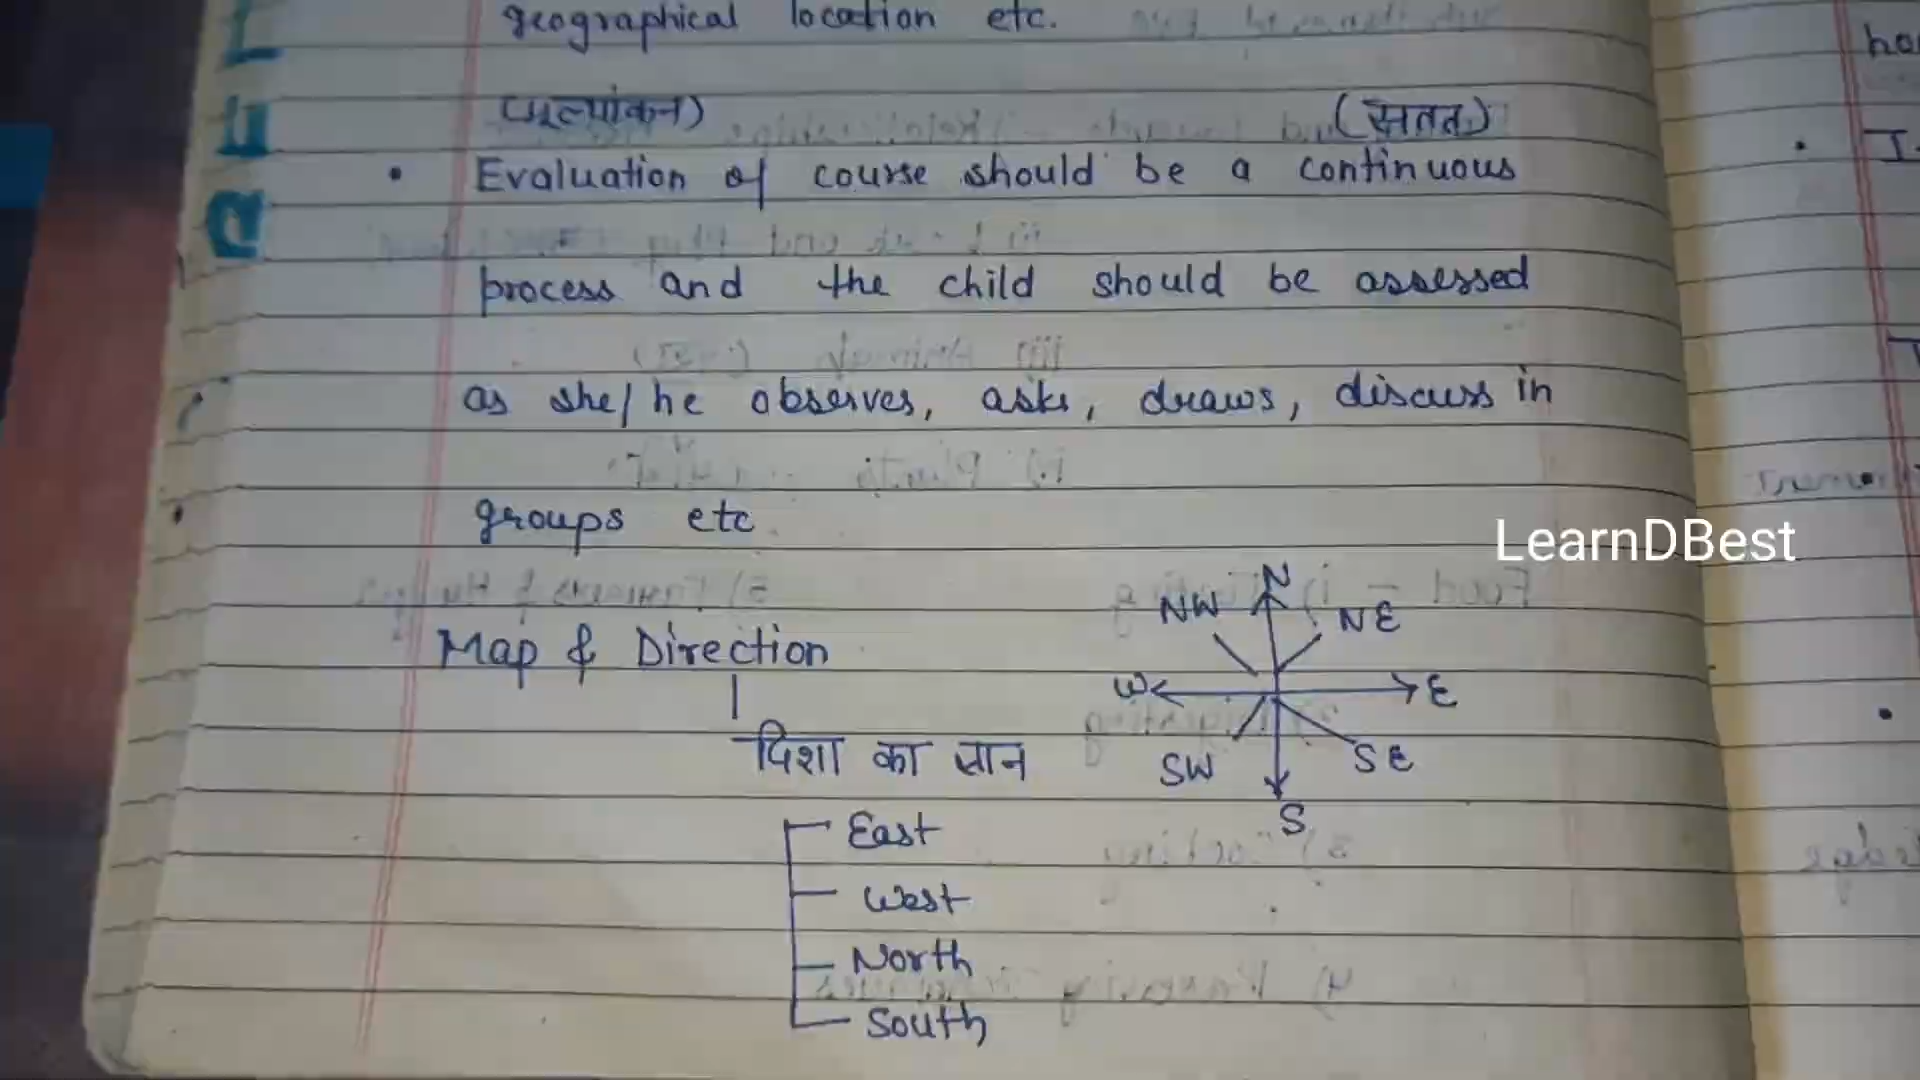 geographical location etc.
(मूल्यांकन) (सतत)
• Evaluation of course should be a continuous
process and the child should be assessed
as she/he observes, asks, draws, discuss in
groups etc
LearnDBest
Map & Direction
दिशा का ज्ञान
N
NW NE
W E
SW SE
S
East
West
North
South